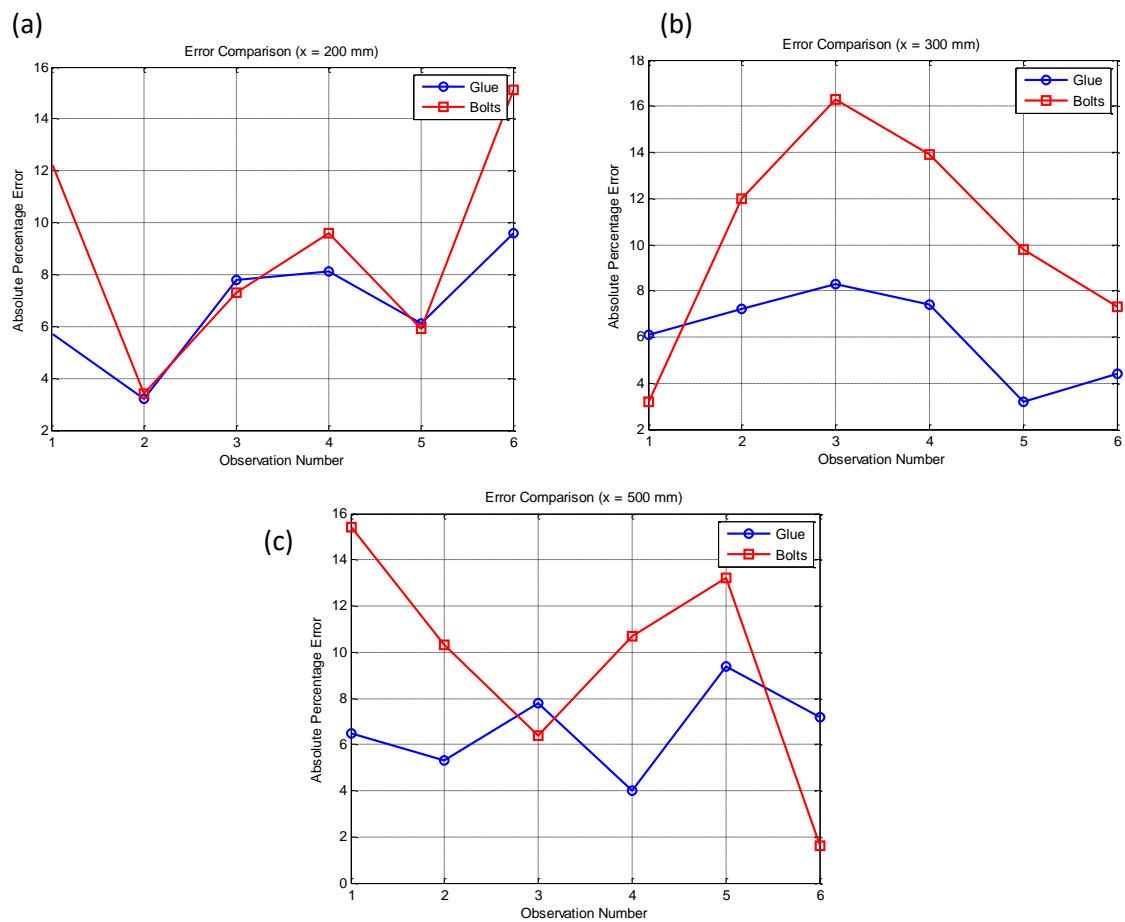 (a)
Error Comparison (x = 200 mm)
Absolute Percentage Error
16
14
12
10
8
6
4
2
1 2 3 4 5 6
Observation Number
Glue
Bolts
(b)
Error Comparison (x = 300 mm)
Absolute Percentage Error
18
16
14
12
10
8
6
4
2
1 2 3 4 5 6
Observation Number
Glue
Bolts
(c)
Error Comparison (x = 500 mm)
Absolute Percentage Error
16
14
12
10
8
6
4
2
0
1 2 3 4 5 6
Observation Number
Glue
Bolts